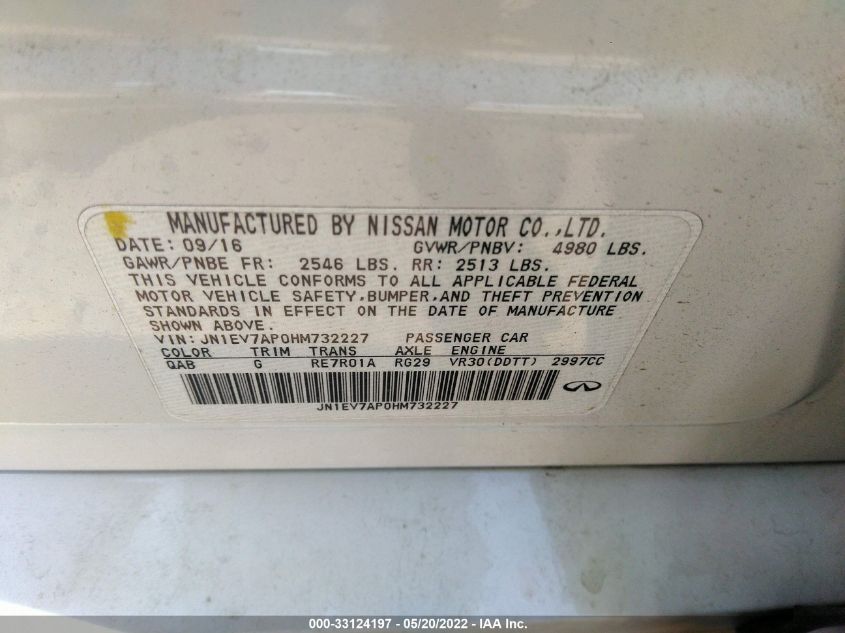 MANUFACTURED BY NISSAN MOTOR CO.,LTD.
DATE: 09/16 GVWR/PNBV: 4980 LBS.
GAWR/PNBE FR: 2546 LBS. RR: 2513 LBS.
THIS VEHICLE CONFORMS TO ALL APPLICABLE FEDERAL
MOTOR VEHICLE SAFETY,BUMPER,AND THEFT PREVENTION
STANDARDS IN EFFECT ON THE DATE OF MANUFACTURE
SHOWN ABOVE.
VIN: JN1EV7AP0HM732227 PASSENGER CAR
COLOR TRIM TRANS AXLE ENGINE
QAB G RE7R01A RG29 VR30(DDTT) 2997CC
JN1EV7AP0HM732227
000-33124197 - 05/20/2022 - IAA Inc.